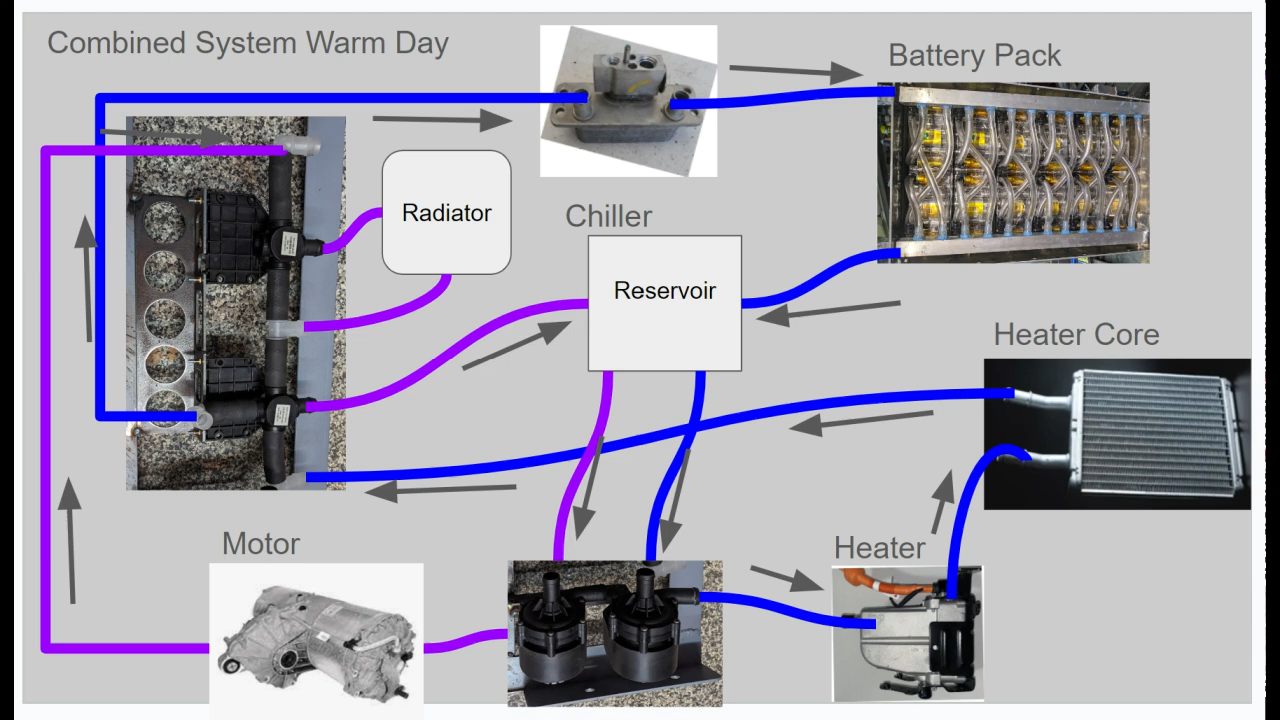 Combined System Warm Day
Battery Pack
Radiator
Chiller
Reservoir
Heater Core
Motor
Heater